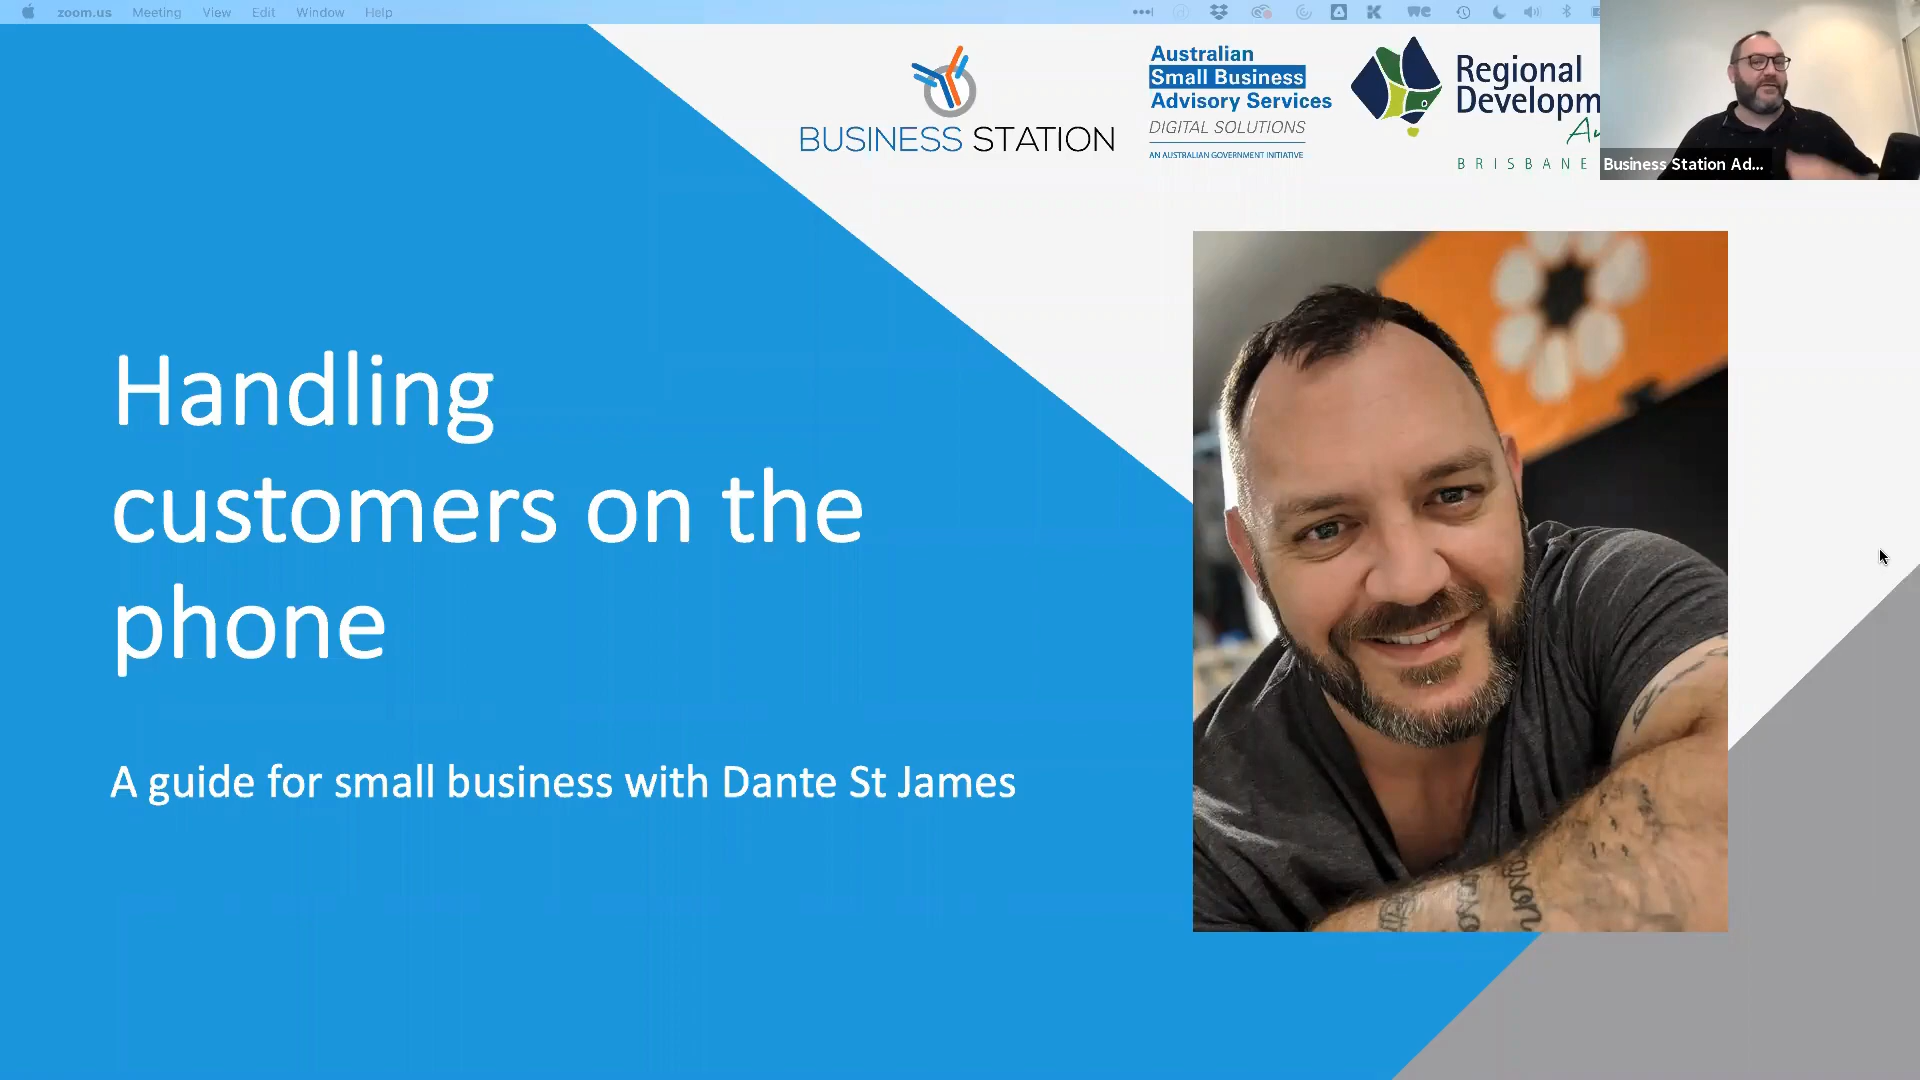 zoom.us Meeting View Edit Window Help
BUSINESS STATION
Australian
Small Business
Advisory Services
DIGITAL SOLUTIONS
AN AUSTRALIAN GOVERNMENT INITIATIVE
Regional
Developm
Au
BRISBANE
Business Station Ad...
Handling
customers on the
phone
A guide for small business with Dante St James